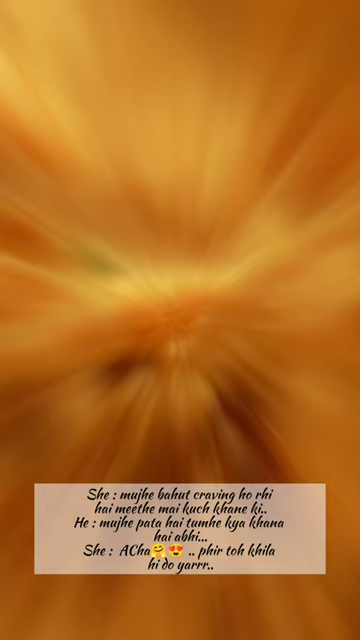 She : mujhe bahut craving ho rhi
hai meethe mai kuch khane ki..
He : mujhe pata hai tumhe kya khana
hai abhi...
She : ACha🤗😍 .. phir toh khila
hi do yarrr..